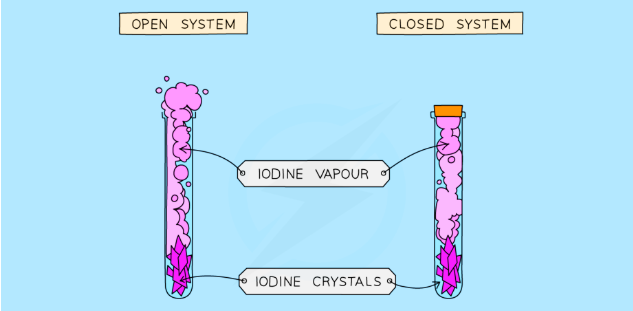 OPEN SYSTEM
CLOSED SYSTEM
IODINE VAPOUR
IODINE CRYSTALS